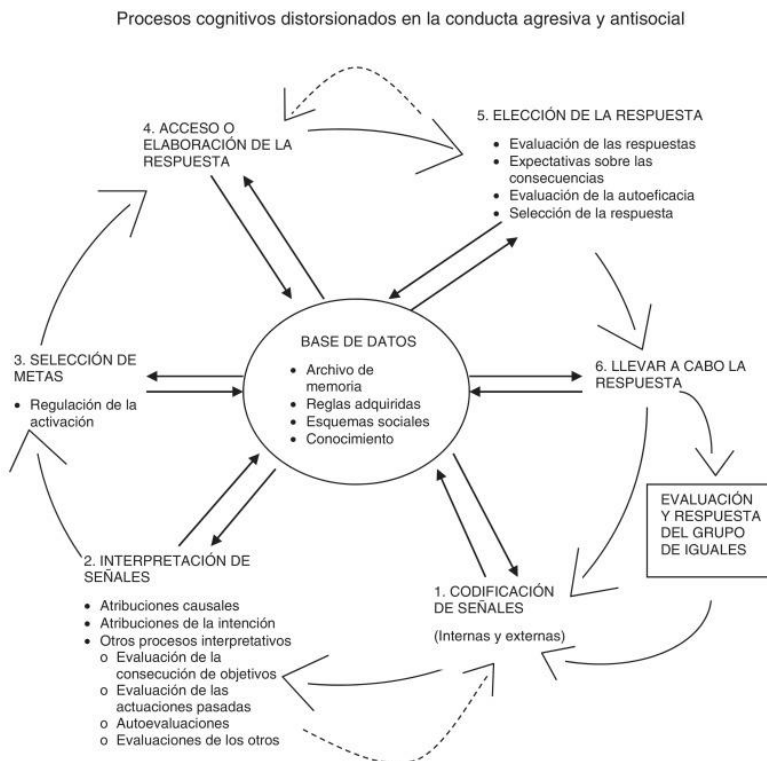 Procesos cognitivos distorsionados en la conducta agresiva y antisocial
4. ACCESO O
ELABORACIÓN DE LA
RESPUESTA
5. ELECCIÓN DE LA RESPUESTA
• Evaluación de las respuestas
• Expectativas sobre las
consecuencias
• Evaluación de la autoeficacia
• Selección de la respuesta
BASE DE DATOS
• Archivo de
memoria
• Reglas adquiridas
• Esquemas sociales
• Conocimiento
3. SELECCIÓN DE
METAS
• Regulación de la
activación
6. LLEVAR A CABO LA
RESPUESTA
EVALUACIÓN
Y RESPUESTA
DEL GRUPO
DE IGUALES
2. INTERPRETACIÓN DE
SEÑALES
• Atribuciones causales
• Atribuciones de la intención
• Otros procesos interpretativos
o Evaluación de la
consecución de objetivos
o Evaluación de las
actuaciones pasadas
o Autoevaluaciones
o Evaluaciones de los otros
1. CODIFICACIÓN
DE SEÑALES
(Internas y externas)